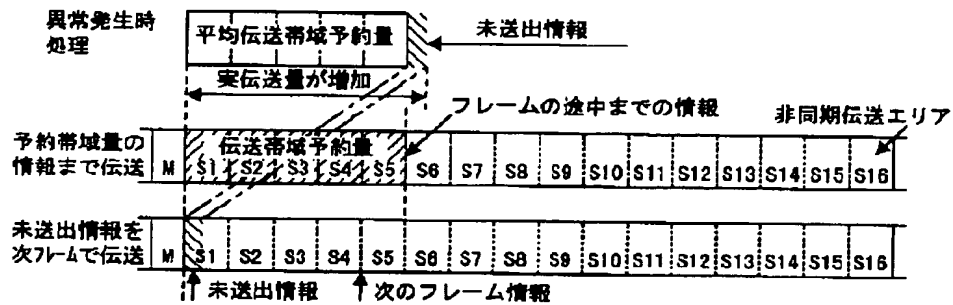 異常発生時
処理
平均伝送帯域予約量
未送出情報
実伝送量が増加
フレームの途中までの情報
非同期伝送エリア
予約帯域量の
情報まで伝送
伝送帯域予約量
M S1 S2 S3 S4 S5 S6 S7 S8 S9 S10 S11 S12 S13 S14 S15 S16
未送出情報を
次フレームで伝送
M S1 S2 S3 S4 S5 S6 S7 S8 S9 S10 S11 S12 S13 S14 S15 S16
未送出情報
次のフレーム情報